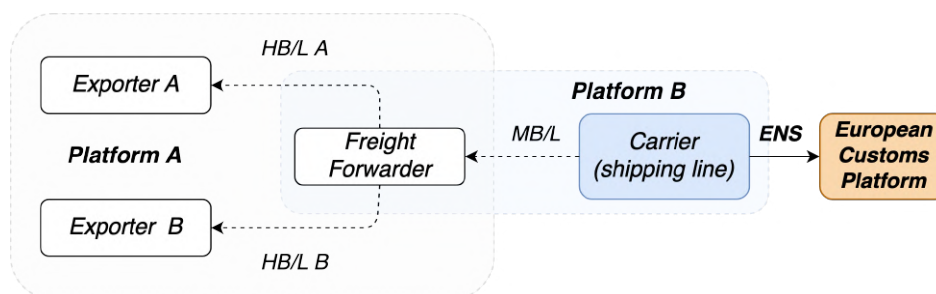 HB/L A
Exporter A
Platform A
Exporter B
HB/L B
Freight
Forwarder
MB/L
Platform B
Carrier
(shipping line)
ENS
European
Customs
Platform